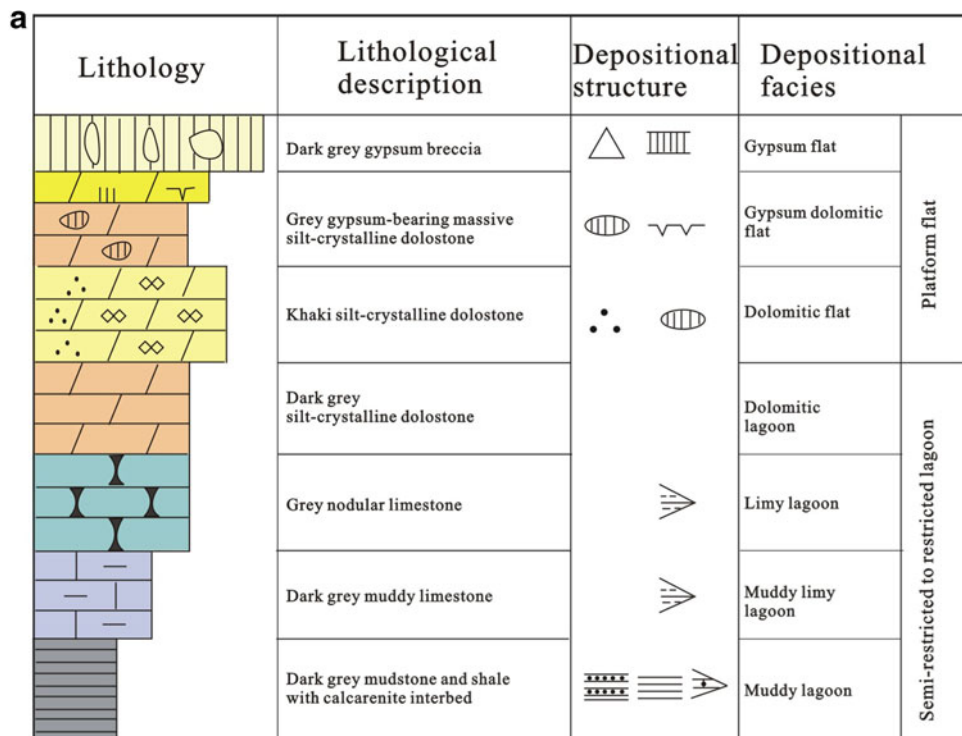 a
Lithology
Lithological
description
Depositional
structure
Depositional
facies
Dark grey gypsum breccia
Gypsum flat
Grey gypsum-bearing massive
silt-crystalline dolostone
Gypsum dolomitic
flat
Khaki silt-crystalline dolostone
Dolomitic flat
Platform flat
Dark grey
silt-crystalline dolostone
Dolomitic
lagoon
Grey nodular limestone
Limy lagoon
Dark grey muddy limestone
Muddy limy
lagoon
Dark grey mudstone and shale
with calcarenite interbed
Muddy lagoon
Semi-restricted to restricted lagoon